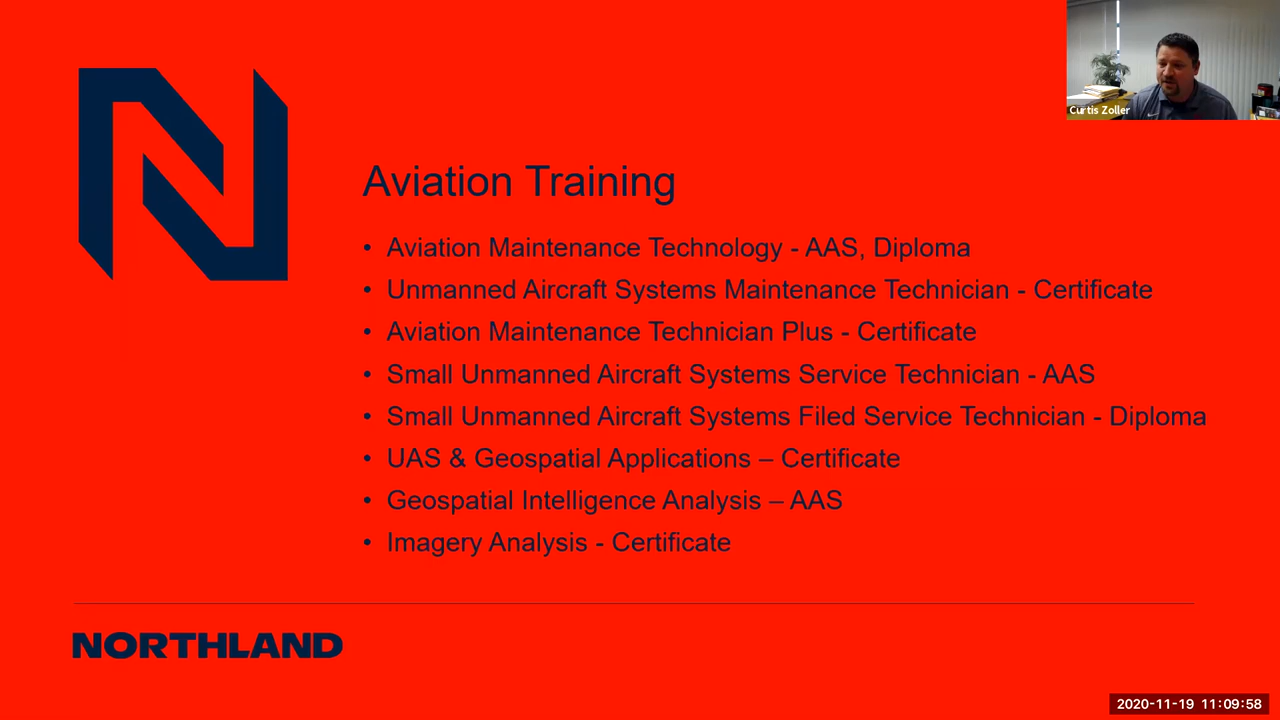 Curtis Zoller
Aviation Training
• Aviation Maintenance Technology - AAS, Diploma
• Unmanned Aircraft Systems Maintenance Technician - Certificate
• Aviation Maintenance Technician Plus - Certificate
• Small Unmanned Aircraft Systems Service Technician - AAS
• Small Unmanned Aircraft Systems Filed Service Technician - Diploma
• UAS & Geospatial Applications – Certificate
• Geospatial Intelligence Analysis – AAS
• Imagery Analysis - Certificate
NORTHLAND
2020-11-19 11:09:58